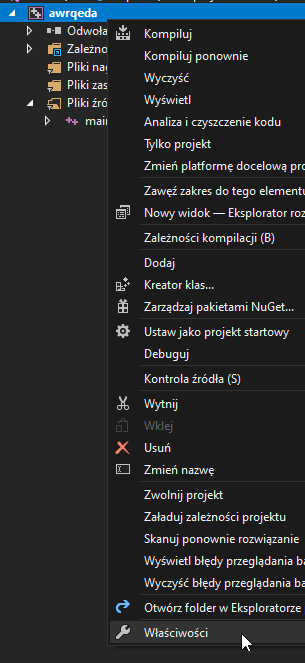 awrqeda
Odwoła
Zależno
Pliki nag
Pliki zas
Pliki źró
mair
Kompiluj
Kompiluj ponownie
Wyczyść
Wyświetl
Analiza i czyszczenie kodu
Tylko projekt
Zmień platformę docelową pro
Zawęź zakres do tego elementu
Nowy widok — Eksplorator roz
Zależności kompilacji (B)
Dodaj
Kreator klas...
Zarządzaj pakietami NuGet...
Ustaw jako projekt startowy
Debuguj
Kontrola źródła (S)
Wytnij
Wklej
Usuń
Zmień nazwę
Zwolnij projekt
Załaduj zależności projektu
Skanuj ponownie rozwiązanie
Wyświetl błędy przeglądania ba
Wyczyść błędy przeglądania ba
Otwórz folder w Eksploratorze
Właściwości